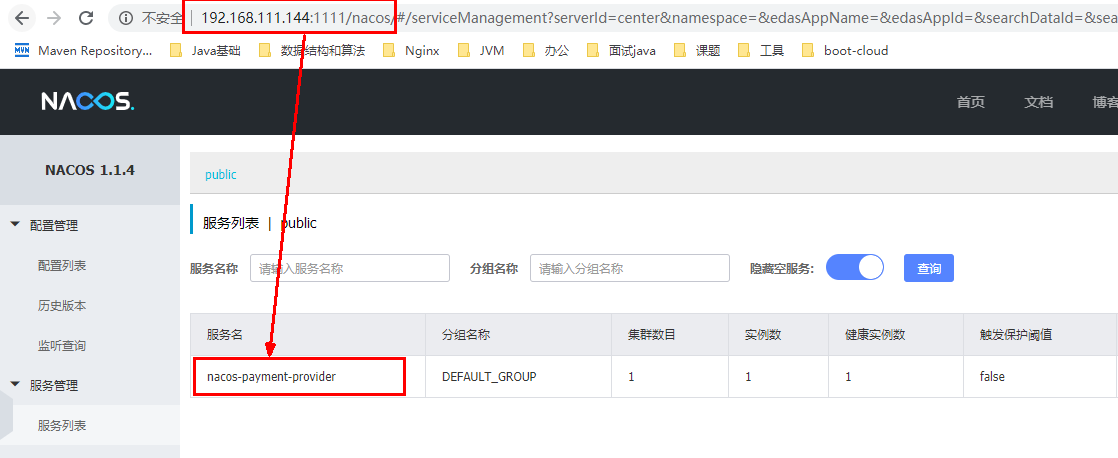 不安全 | 192.168.111.144:1111/nacos/#/serviceManagement?serverId=center&namespace=&edasAppName=&edasAppId=&searchDataId=&sea
Maven Repository... Java基础 数据结构和算法 Nginx JVM 办公 面试java 课题 工具 boot-cloud
NACOS. 首页 文档 博客
NACOS 1.1.4
public
配置管理
服务列表 | public
配置列表
服务名称 请输入服务名称 分组名称 请输入分组名称 隐藏空服务: 查询
历史版本
监听查询
服务名 分组名称 集群数目 实例数 健康实例数 触发保护阈值
服务管理
nacos-payment-provider DEFAULT_GROUP 1 1 1 false
服务列表